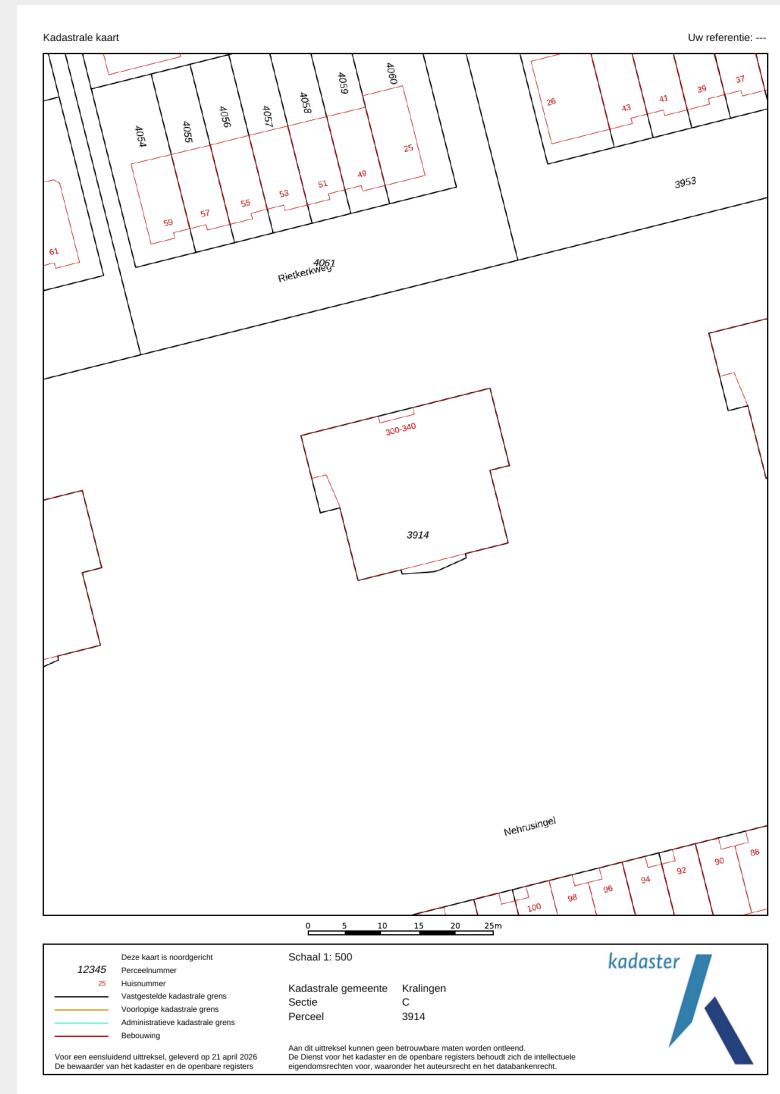 Kadastrale kaart
Uw referentie: ---
4060
4059
4058
4057
4056
4055
4054
26
43
41
39
37
25
49
51
53
55
57
59
61
3953
4061
Rietkerkweg
300-340
3914
Nehrusingel
100
98
96
94
92
90
88
0 5 10 15 20 25m
Deze kaart is noordgericht
12345 Perceelnummer
25 Huisnummer
Vastgestelde kadastrale grens
Voorlopige kadastrale grens
Administratieve kadastrale grens
Bebouwing
Voor een eensluidend uittreksel, geleverd op 21 april 2026
De bewaarder van het kadaster en de openbare registers
Schaal 1: 500
Kadastrale gemeente Kralingen
Sectie C
Perceel 3914
Aan dit uittreksel kunnen geen betrouwbare maten worden ontleend.
De Dienst voor het kadaster en de openbare registers behoudt zich de intellectuele
eigendomsrechten voor, waaronder het auteursrecht en het databankenrecht.
kadaster